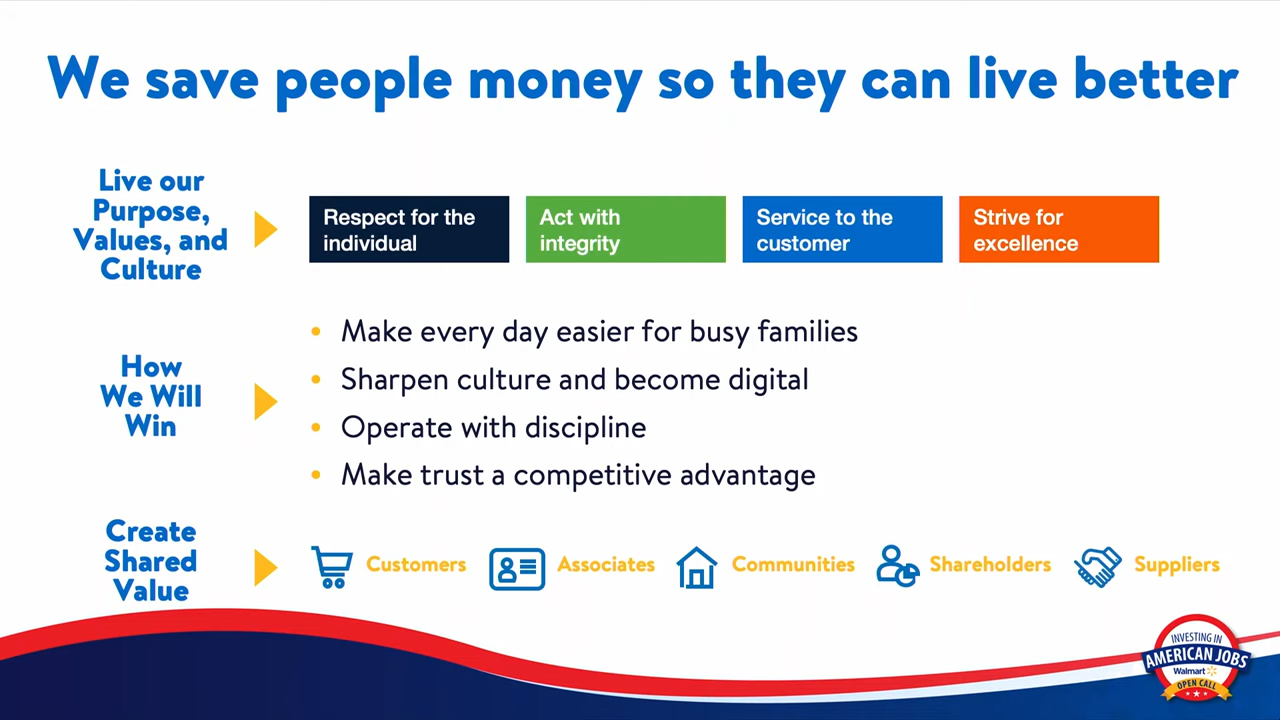 We save people money so they can live better
Live our
Purpose,
Values, and
Culture
Respect for the
individual
Act with
integrity
Service to the
customer
Strive for
excellence
How
We Will
Win
• Make every day easier for busy families
• Sharpen culture and become digital
• Operate with discipline
• Make trust a competitive advantage
Create
Shared
Value
Customers
Associates
Communities
Shareholders
Suppliers
INVESTING IN
AMERICAN JOBS
Walmart
OPEN CALL